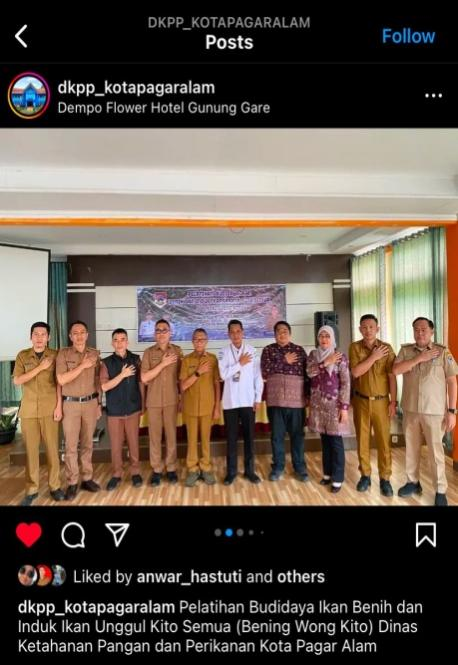 DKPP_KOTAPAGARALAM
Posts
Follow
dkpp_kotapagaralam
Dempo Flower Hotel Gunung Gare
Liked by anwar_hastuti and others
dkpp_kotapagaralam Pelatihan Budidaya Ikan Benih dan
Induk Ikan Unggul Kito Semua (Bening Wong Kito) Dinas
Ketahanan Pangan dan Perikanan Kota Pagar Alam